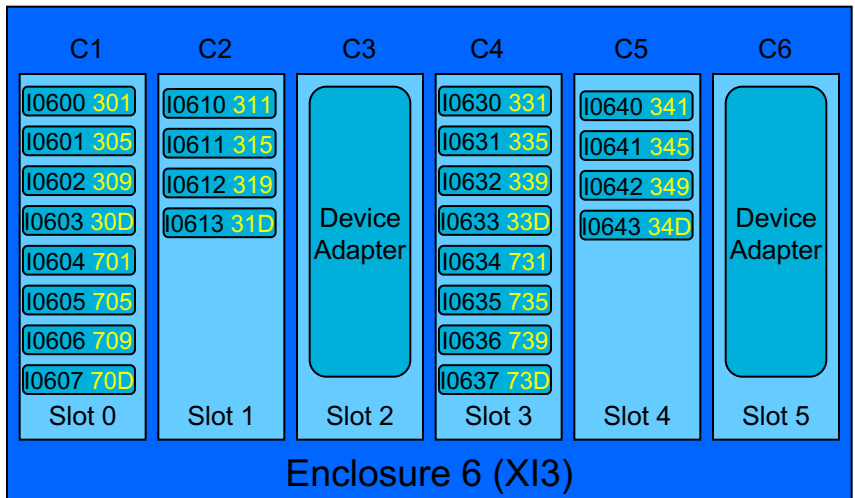 C1 C2 C3 C4 C5 C6
I0600 301
I0601 305
I0602 309
I0603 30D
I0604 701
I0605 705
I0606 709
I0607 70D
Slot 0
I0610 311
I0611 315
I0612 319
I0613 31D
Slot 1
Device
Adapter
Slot 2
I0630 331
I0631 335
I0632 339
I0633 33D
I0634 731
I0635 735
I0636 739
I0637 73D
Slot 3
I0640 341
I0641 345
I0642 349
I0643 34D
Slot 4
Device
Adapter
Slot 5
Enclosure 6 (XI3)